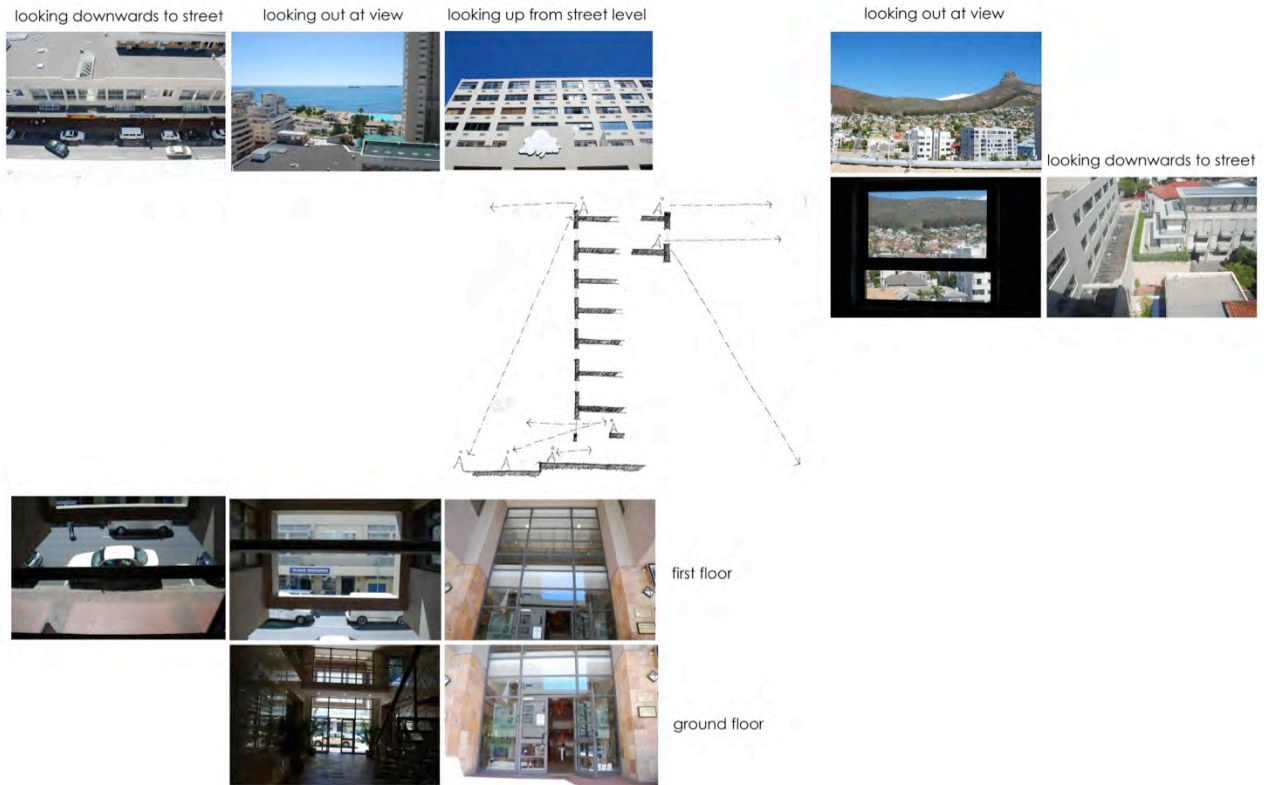 looking downwards to street
looking out at view
looking up from street level
looking out at view
looking downwards to street
first floor
ground floor